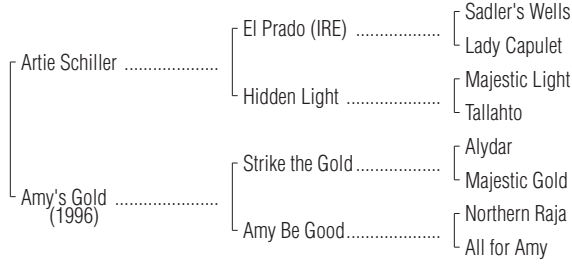 Sadler's Wells
El Prado (IRE) ..................
Lady Capulet
Artie Schiller ....................
Majestic Light
Hidden Light ....................
Tallahto
Alydar
Strike the Gold..................
Majestic Gold
Amy's Gold ......................
(1996)
Northern Raja
Amy Be Good....................
All for Amy